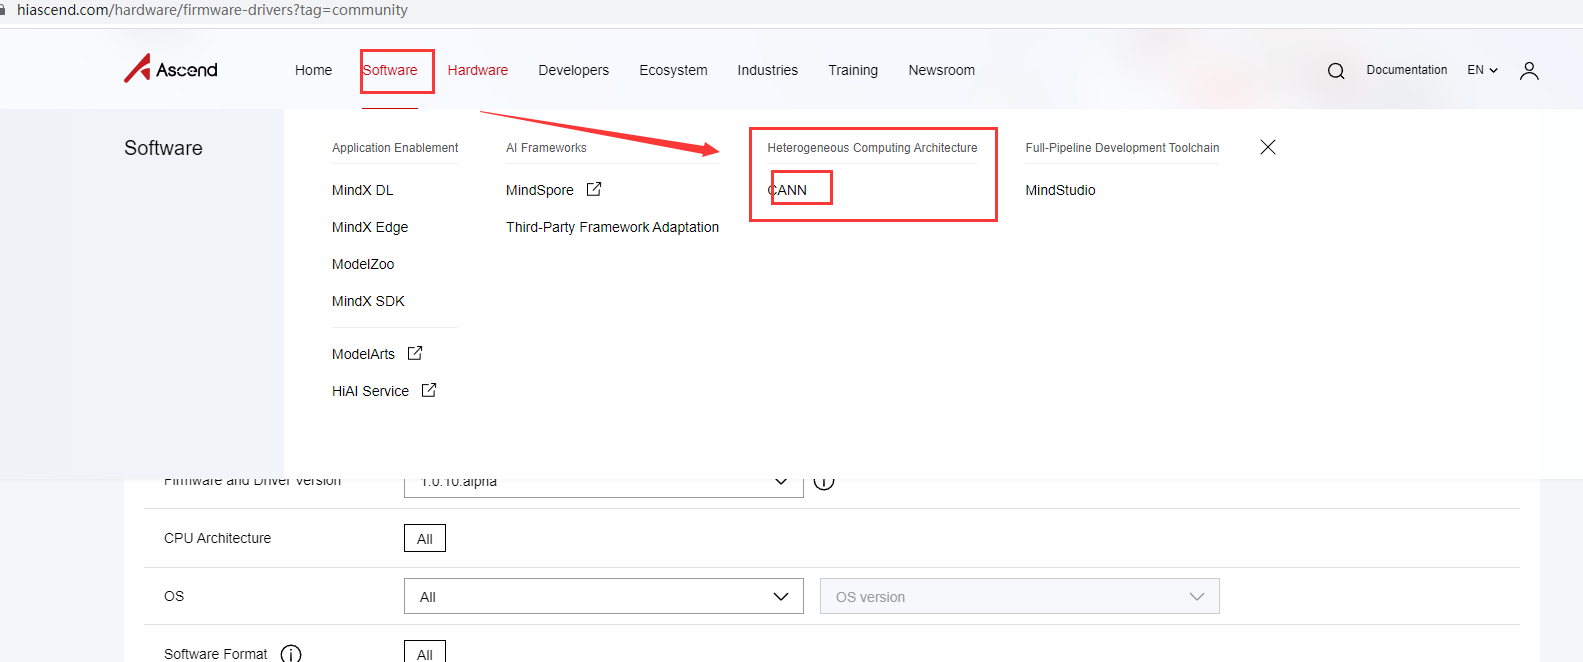 hiascend.com/hardware/firmware-drivers?tag=community
Ascend
Home Software Hardware Developers Ecosystem Industries Training Newsroom
Documentation EN
Software
Application Enablement
MindX DL
MindX Edge
ModelZoo
MindX SDK
ModelArts
HiAI Service
AI Frameworks
MindSpore
Third-Party Framework Adaptation
Heterogeneous Computing Architecture
CANN
Full-Pipeline Development Toolchain
MindStudio
Firmware and Driver Version 1.0.10.alpha
CPU Architecture All
OS All OS version
Software Format All